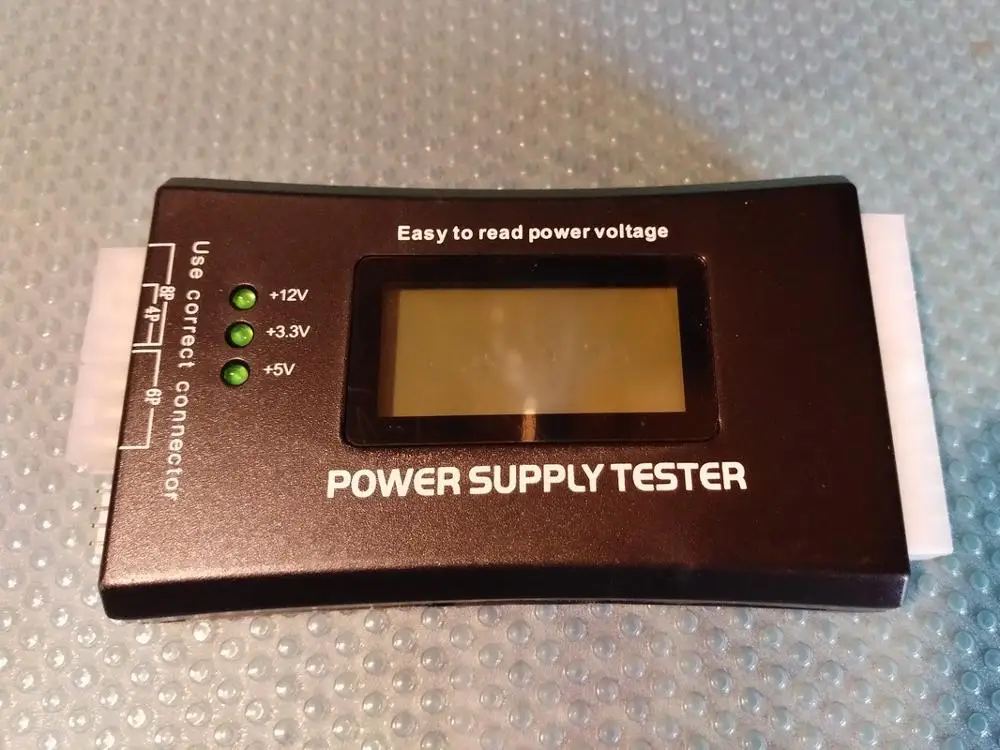 Easy to read power voltage
Use correct connector
8P
4P
6P
+12V
+3.3V
+5V
POWER SUPPLY TESTER